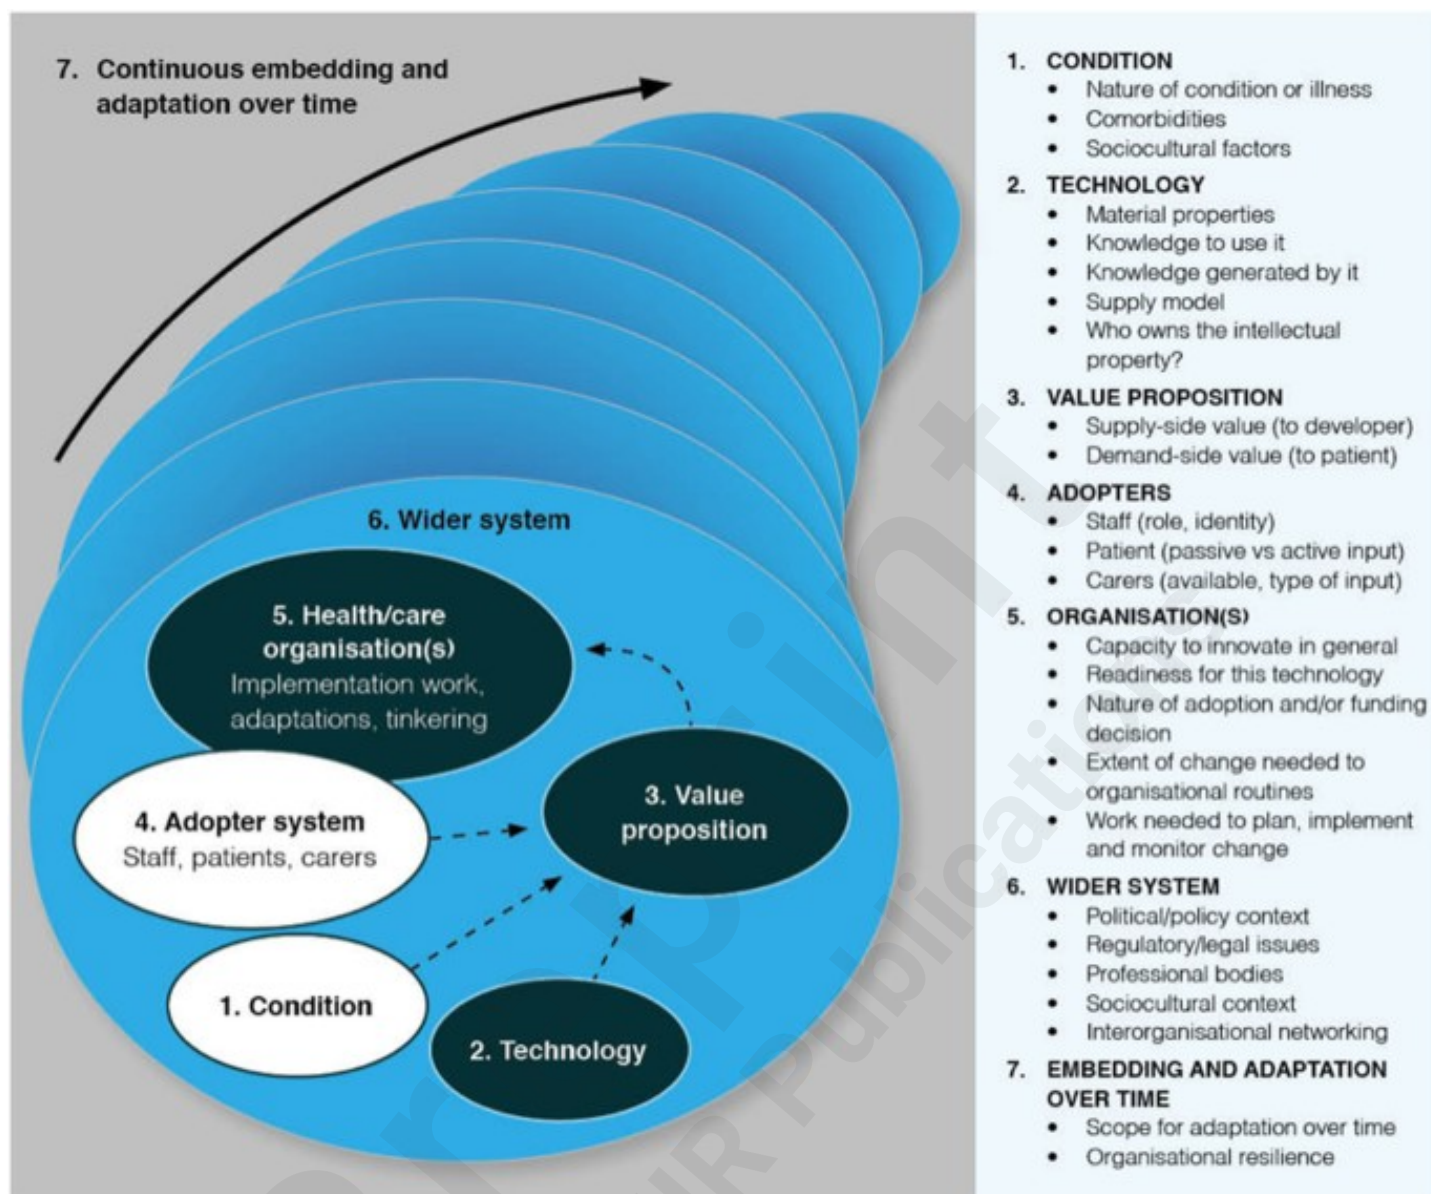 7. Continuous embedding and
adaptation over time
6. Wider system
5. Health/care
organisation(s)
Implementation work,
adaptations, tinkering
3. Value
proposition
4. Adopter system
Staff, patients, carers
1. Condition
2. Technology
1. CONDITION
• Nature of condition or illness
• Comorbidities
• Sociocultural factors
2. TECHNOLOGY
• Material properties
• Knowledge to use it
• Knowledge generated by it
• Supply model
• Who owns the intellectual
property?
3. VALUE PROPOSITION
• Supply-side value (to developer)
• Demand-side value (to patient)
4. ADOPTERS
• Staff (role, identity)
• Patient (passive vs active input)
• Carers (available, type of input)
5. ORGANISATION(S)
• Capacity to innovate in general
• Readiness for this technology
• Nature of adoption and/or funding
decision
• Extent of change needed to
organisational routines
• Work needed to plan, implement
and monitor change
6. WIDER SYSTEM
• Political/policy context
• Regulatory/legal issues
• Professional bodies
• Sociocultural context
• Interorganisational networking
7. EMBEDDING AND ADAPTATION
OVER TIME
• Scope for adaptation over time
• Organisational resilience